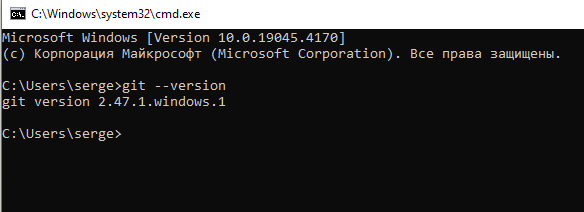 C:\Windows\system32\cmd.exe
Microsoft Windows [Version 10.0.19045.4170]
(c) Корпорация Майкрософт (Microsoft Corporation). Все права защищены.
C:\Users\serge>git --version
git version 2.47.1.windows.1
C:\Users\serge>